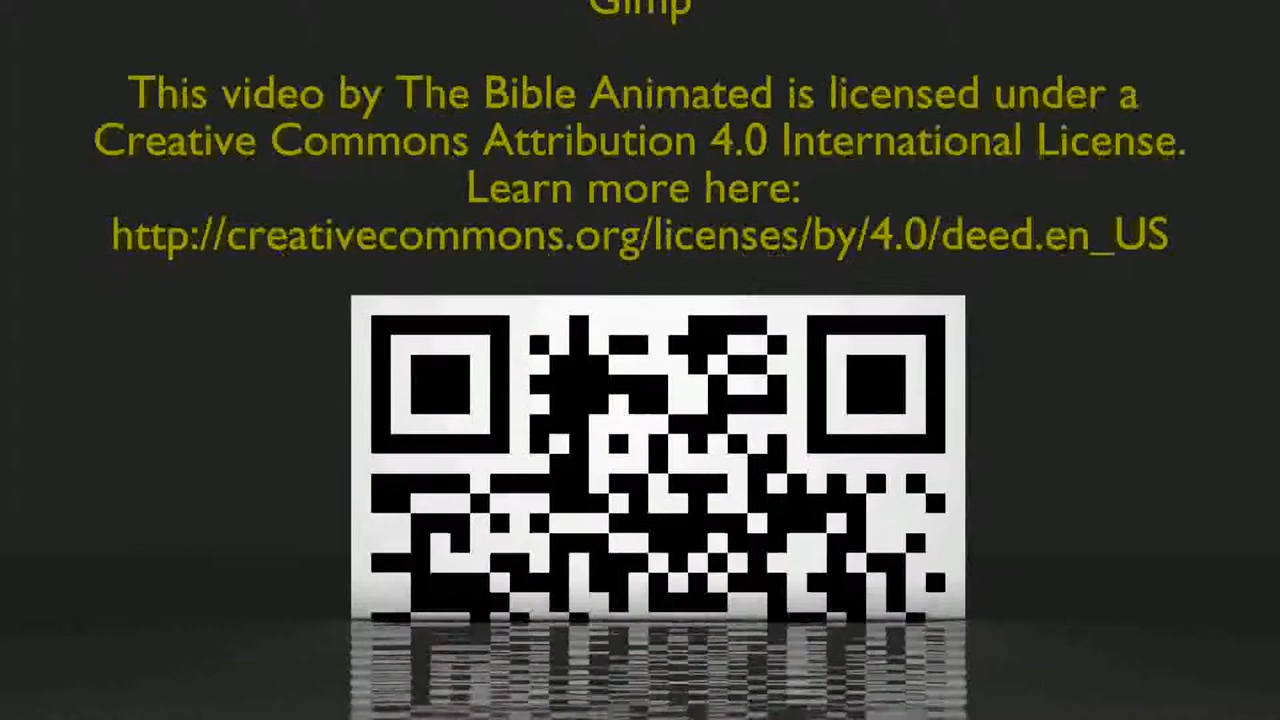 Gimp
This video by The Bible Animated is licensed under a
Creative Commons Attribution 4.0 International License.
Learn more here:
http://creativecommons.org/licenses/by/4.0/deed.en_US